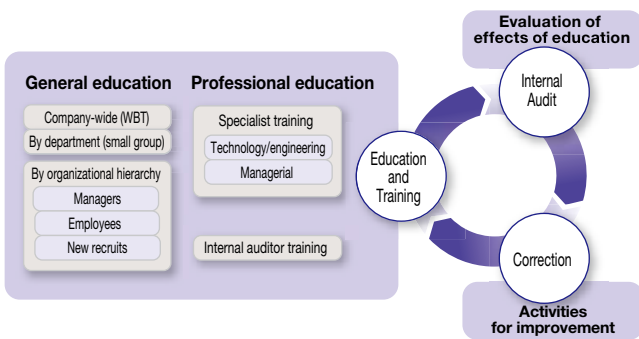 Evaluation of
effects of education
General education
Professional education
Company-wide (WBT)
By department (small group)
By organizational hierarchy
Managers
Employees
New recruits
Specialist training
Technology/engineering
Managerial
Internal auditor training
Education
and
Training
Internal
Audit
Correction
Activities
for improvement